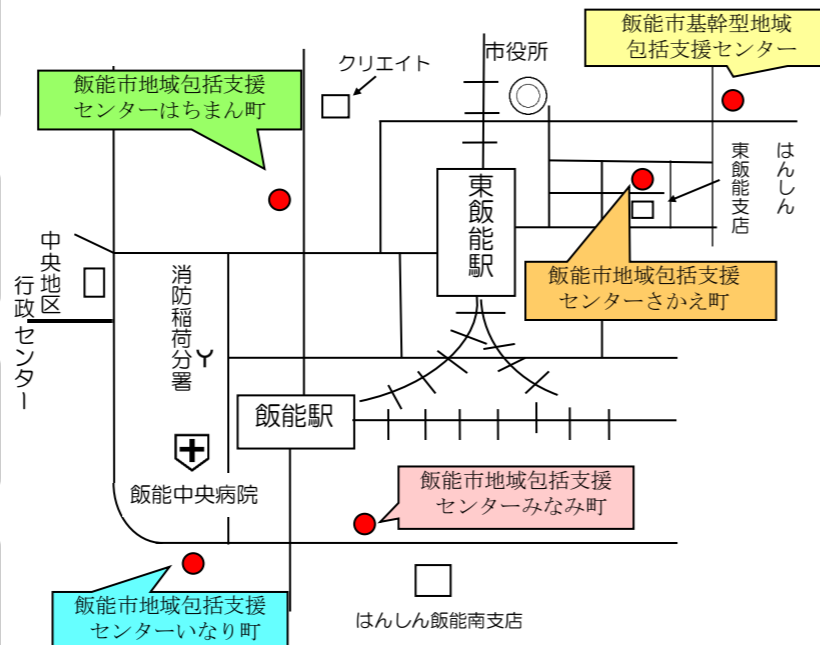 飯能市基幹型地域
包括支援センター
市役所
クリエイト
飯能市地域包括支援
センターはちまん町
東飯能駅
はんしん
東飯能支店
飯能市地域包括支援
センターさかえ町
中央地区
行政センター
消防稲荷分署
飯能駅
飯能中央病院
飯能市地域包括支援
センターみなみ町
飯能市地域包括支援
センターいなり町
はんしん飯能南支店